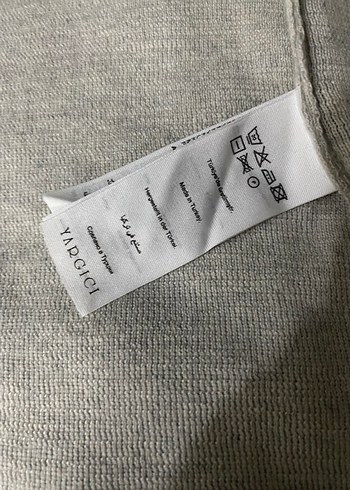 Türkiye'de üretilmiştir.
Made in Turkey.
Hergestellt in der Türkei
صنع في تركيا
Сделано в Турции
YARGICI